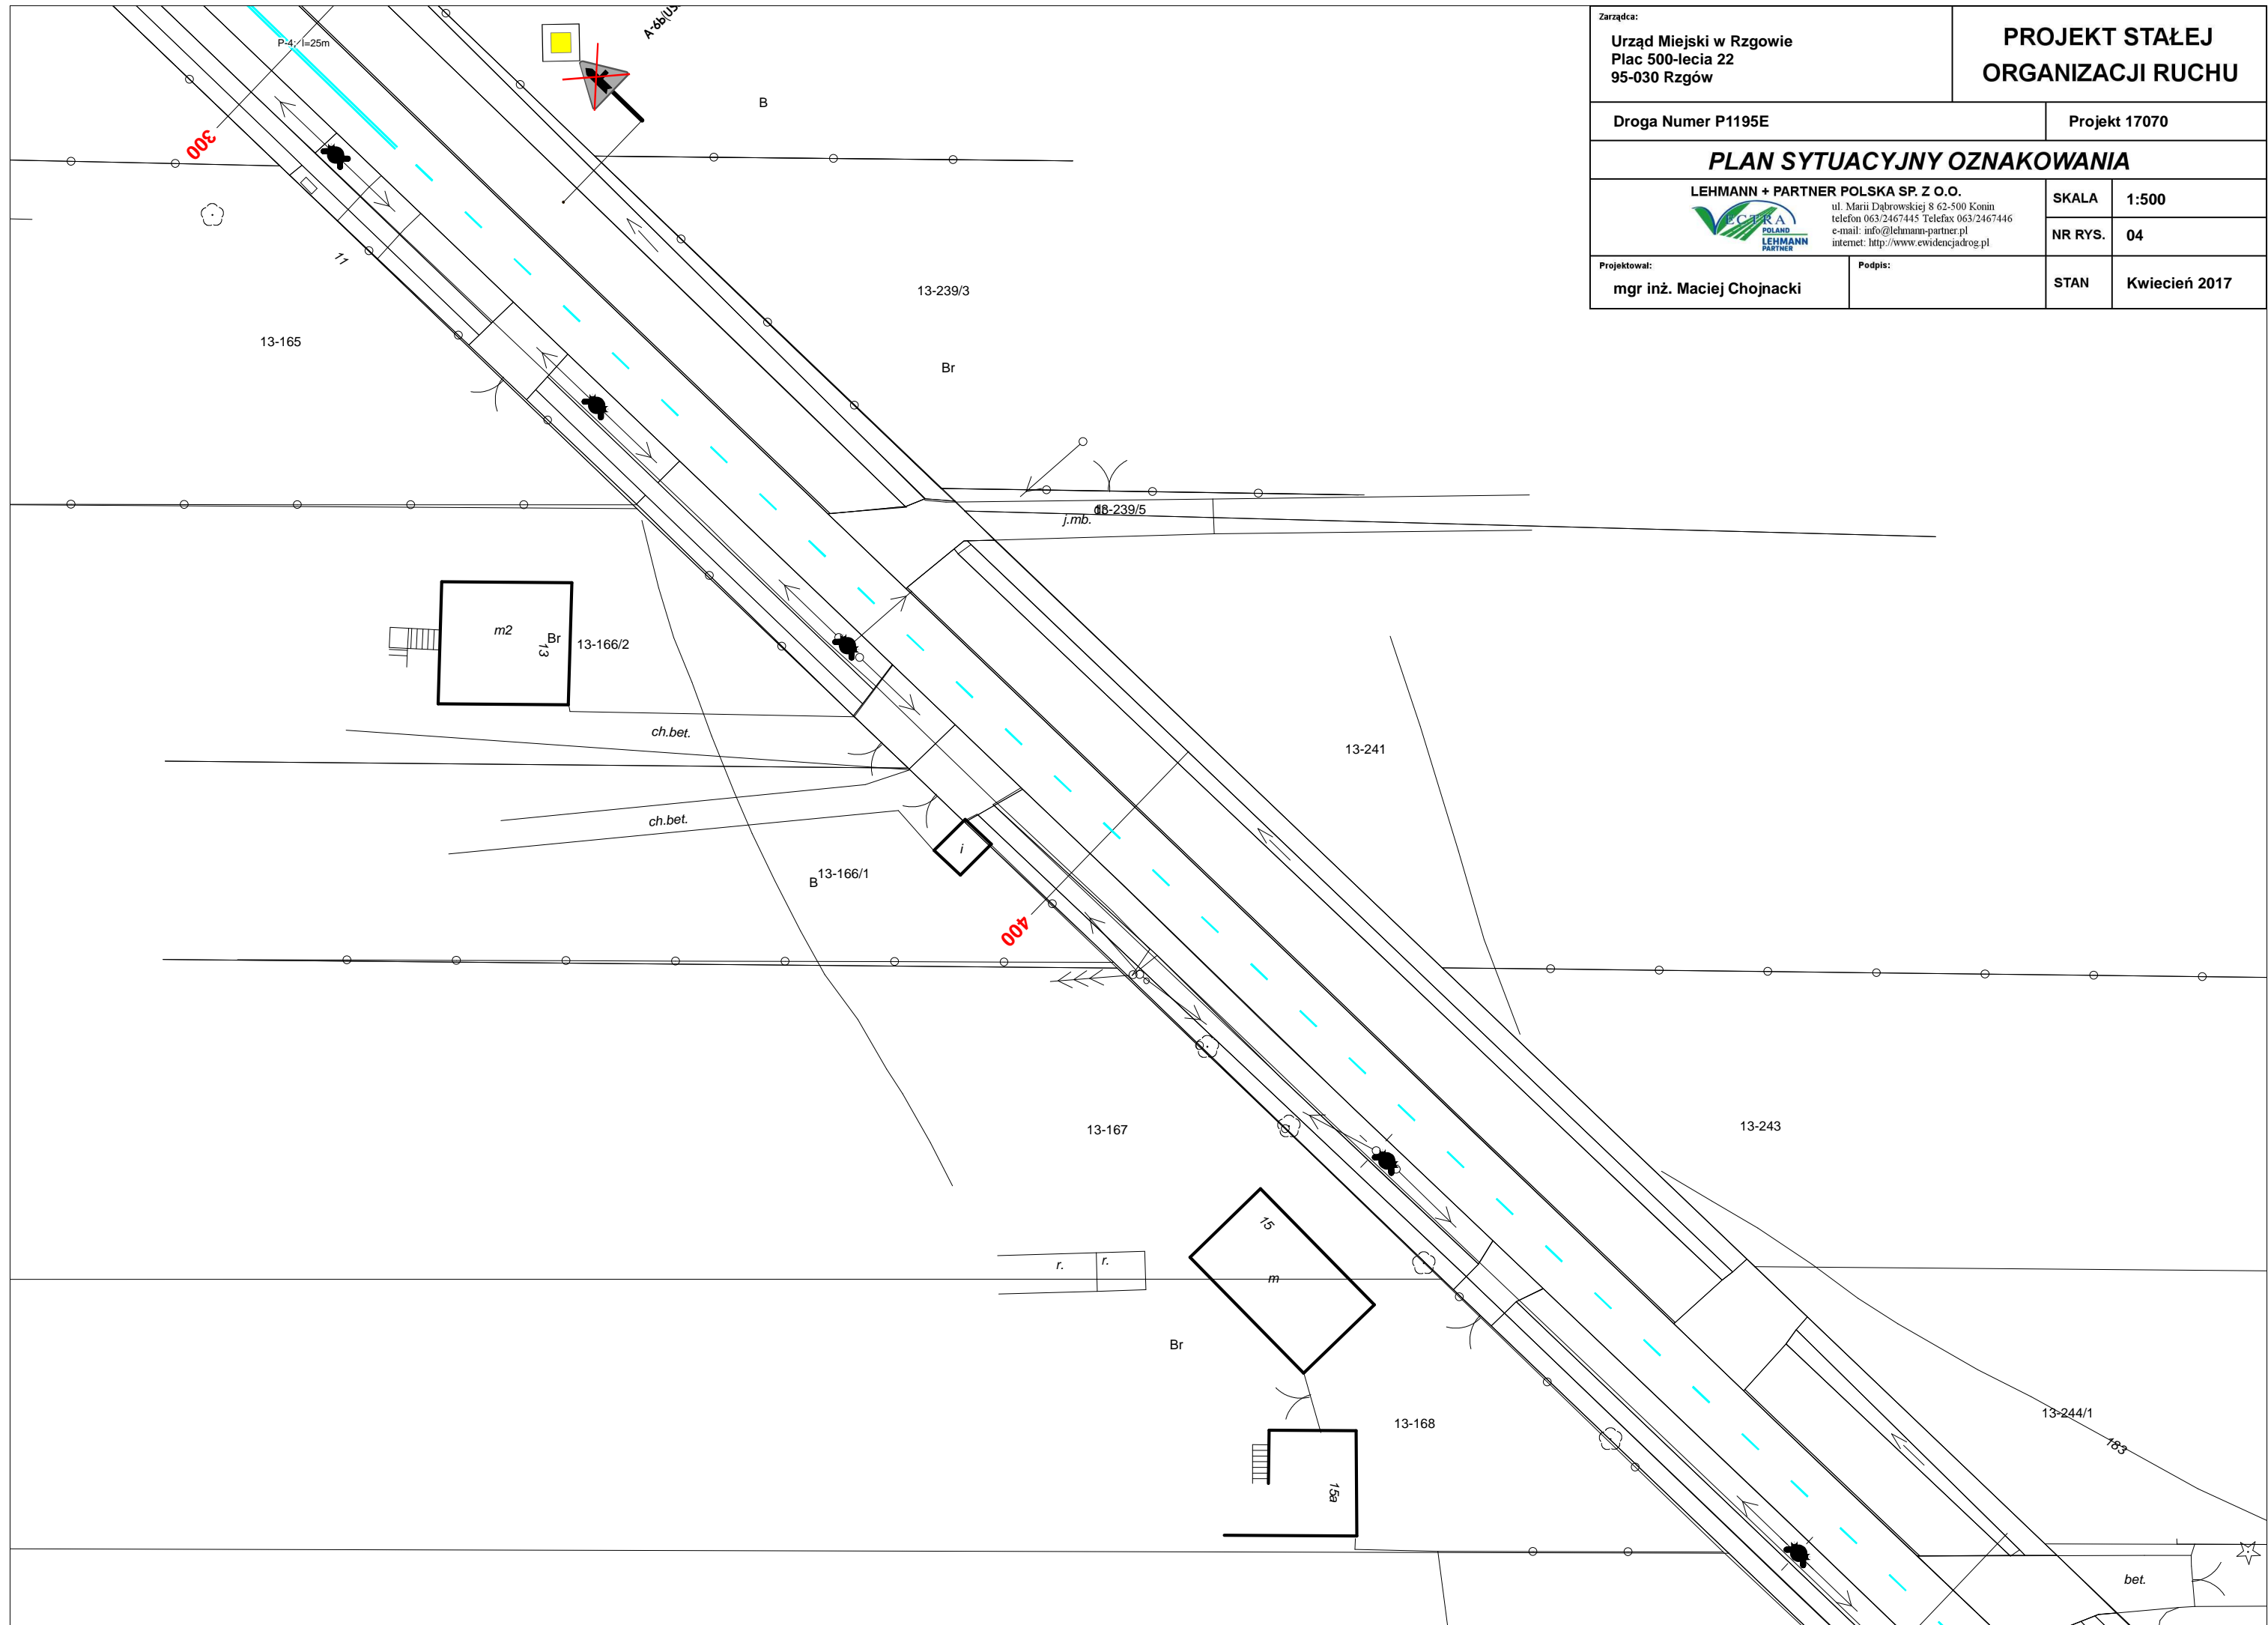 Zarządca:
Urząd Miejski w Rzgowie
Plac 500-lecia 22
95-030 Rzgów
PROJEKT STAŁEJ
ORGANIZACJI RUCHU
Droga Numer P1195E
Projekt 17070
PLAN SYTUACYJNY OZNAKOWANIA
LEHMANN + PARTNER POLSKA SP. Z O.O.
VECTRA
POLAND
LEHMANN
PARTNER
ul. Marii Dąbrowskiej 8 62-500 Konin
telefon 063/2467445 Telefax 063/2467446
e-mail: info@lehmann-partner.pl
internet: http://www.ewidencjadrog.pl
SKALA 1:500
NR RYS. 04
Projektował:
mgr inż. Maciej Chojnacki
Podpis:
STAN Kwiecień 2017
P-4; l=25m
B
300
11
13-239/3
13-165
Br
13-239/5
j.mb.
m2
Br
13
13-166/2
ch.bet.
13-241
ch.bet.
i
13-166/1
B
400
13-167
13-243
15
r.
r.
m
Br
13-168
13-244/1
183
15a
bet.